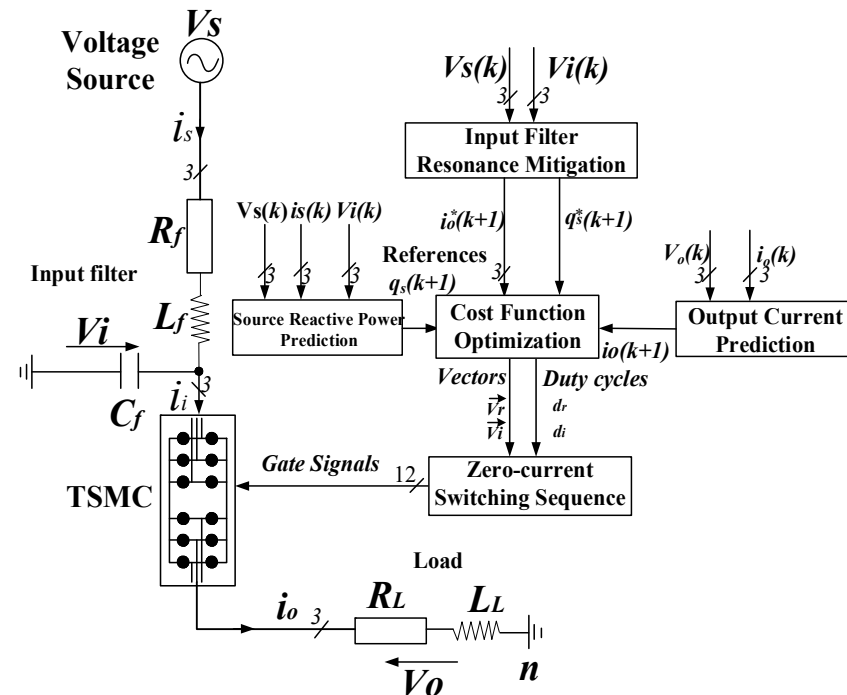 Vs
Voltage
Source
is
3
Rf
Input filter
Lf
Vi
Cf
3
ii
TSMC
Vs(k) Vi(k)
3 3
Input Filter
Resonance Mitigation
io*(k+1) qs*(k+1)
3
Vs(k) is(k) Vi(k)
3 3 3
References
qs(k+1)
Source Reactive Power
Prediction
Cost Function
Optimization
Vo(k) io(k)
3 3
Output Current
Prediction
io(k+1)
Vectors Duty cycles
Vr dr
Vi di
Gate Signals
12
Zero-current
Switching Sequence
Load
io
3
RL
LL
Vo
n